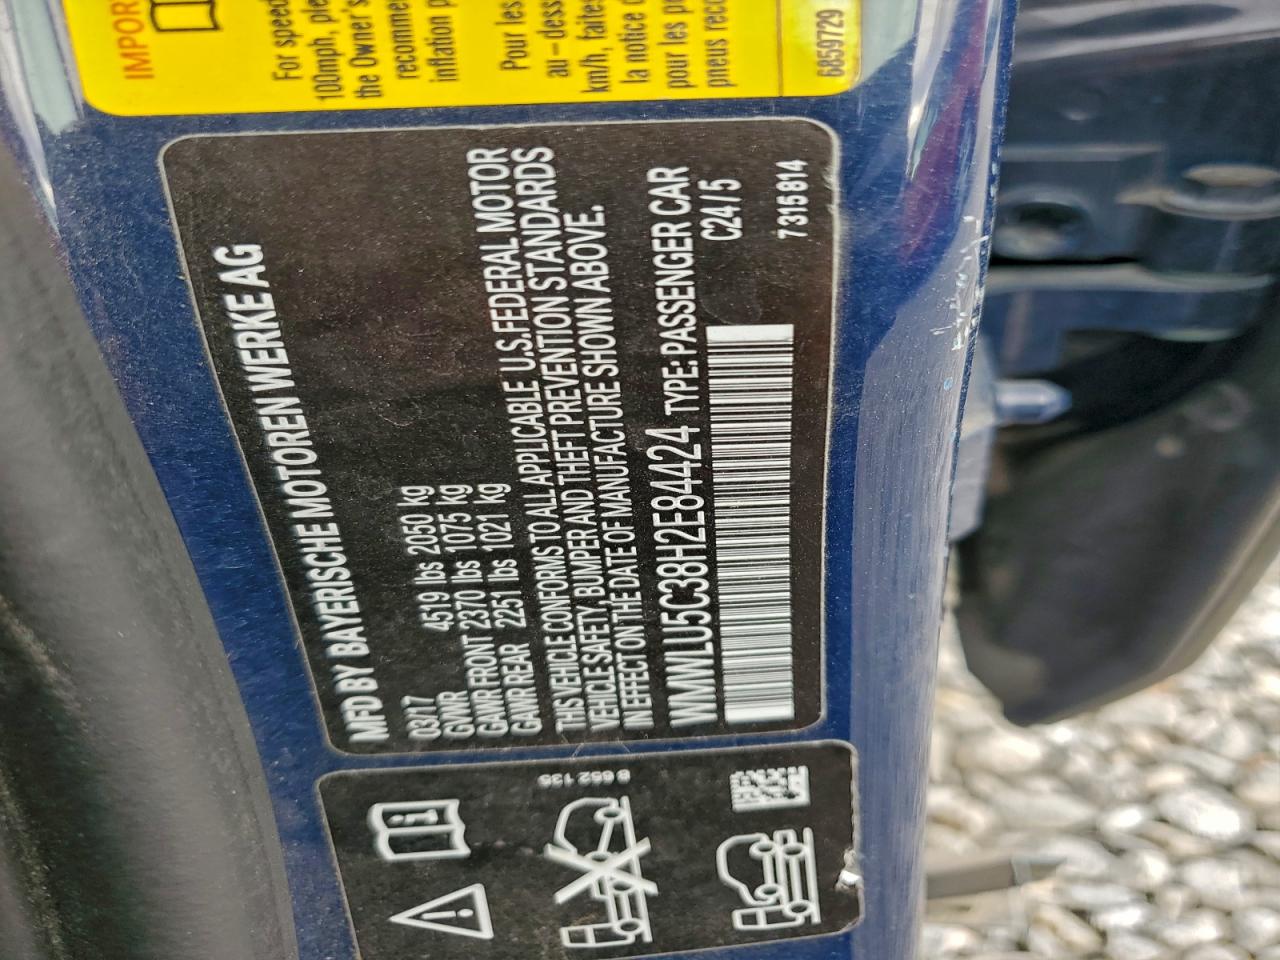 IMPOR
For speed
100mph, ple
the Owner's
recomme
inflation p
Pour les
au-dess
km/h, faites
la notice d
pour les p
pneus reco
6859729
MFD BY BAYERISCHE MOTOREN WERKE AG
03/17
GVWR 4519 lbs 2050 kg
GAWR FRONT 2370 lbs 1075 kg
GAWR REAR 2251 lbs 1021 kg
THIS VEHICLE CONFORMS TO ALL APPLICABLE U.S. FEDERAL MOTOR
VEHICLE SAFETY, BUMPER AND THEFT PREVENTION STANDARDS
IN EFFECT ON THE DATE OF MANUFACTURE SHOWN ABOVE.
WMWLU5C38H2E84424 TYPE: PASSENGER CAR
C24/5
7315814
8 652 135